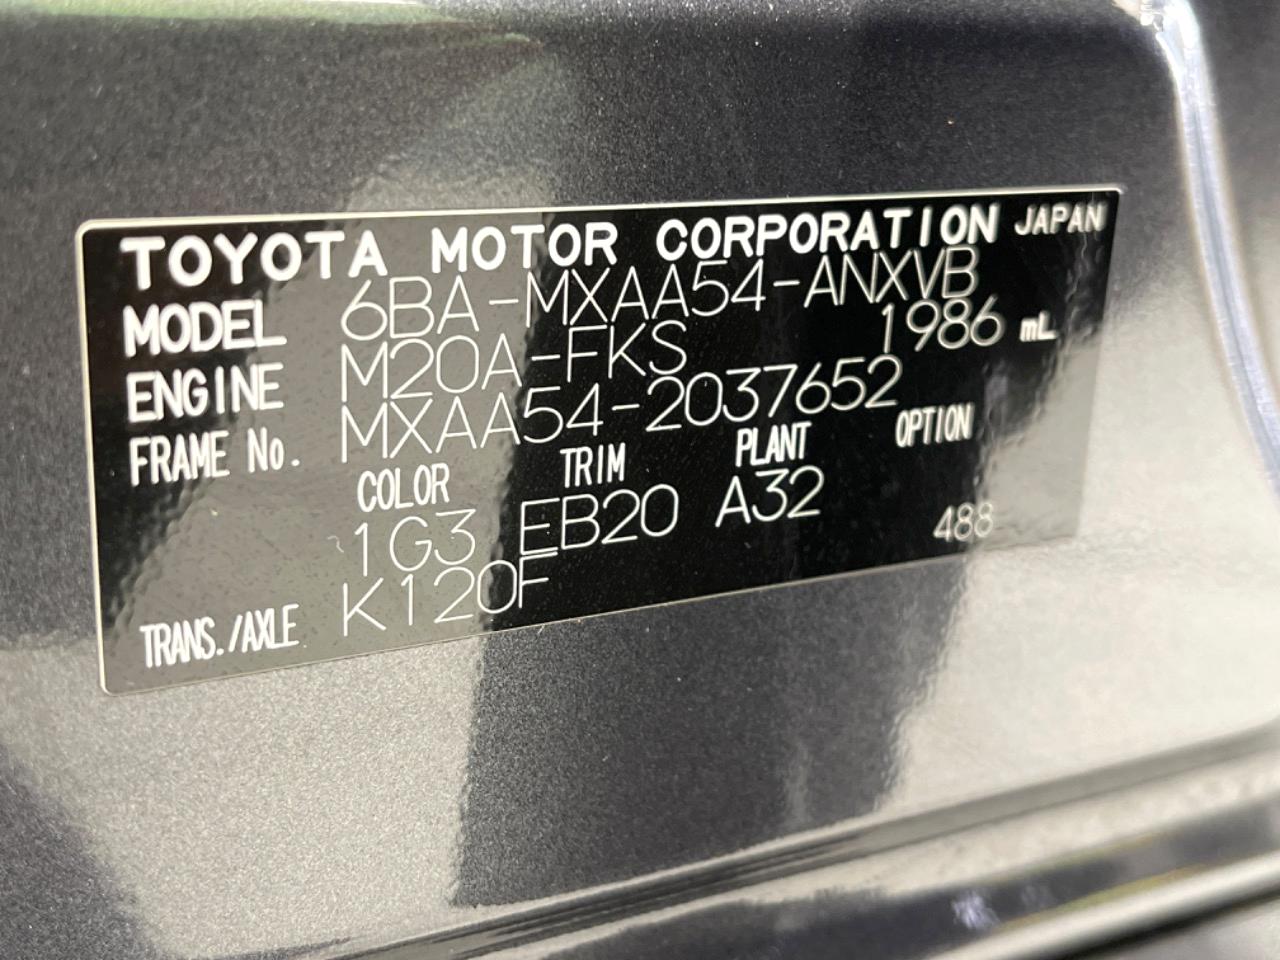 TOYOTA MOTOR CORPORATION JAPAN
MODEL 6BA-MXAA54-ANXVB
ENGINE M20A-FKS 1986 mL
FRAME No. MXAA54-2037652
COLOR TRIM PLANT OPTION
1G3 EB20 A32 488
TRANS./AXLE K120F